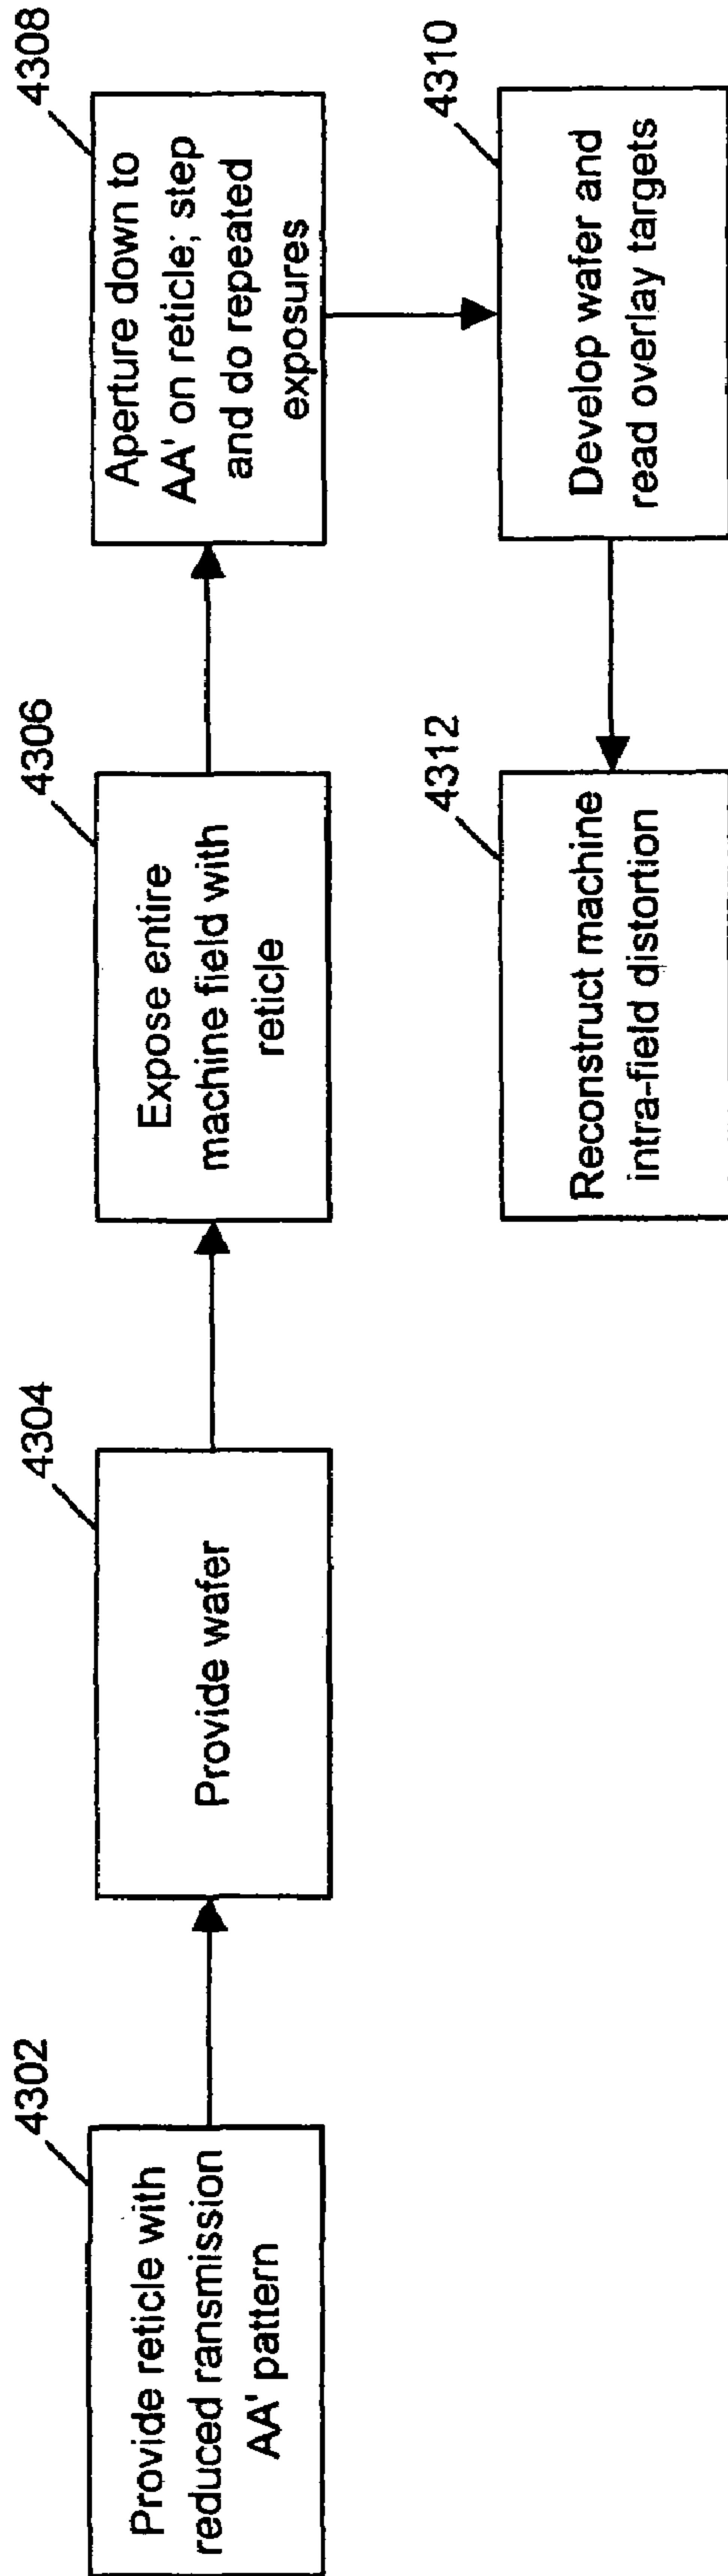 4302
Provide reticle with
reduced ransmission
AA' pattern
4304
Provide wafer
4306
Expose entire
machine field with
reticle
4308
Aperture down to
AA' on reticle; step
and do repeated
exposures
4310
Develop wafer and
read overlay targets
4312
Reconstruct machine
intra-field distortion